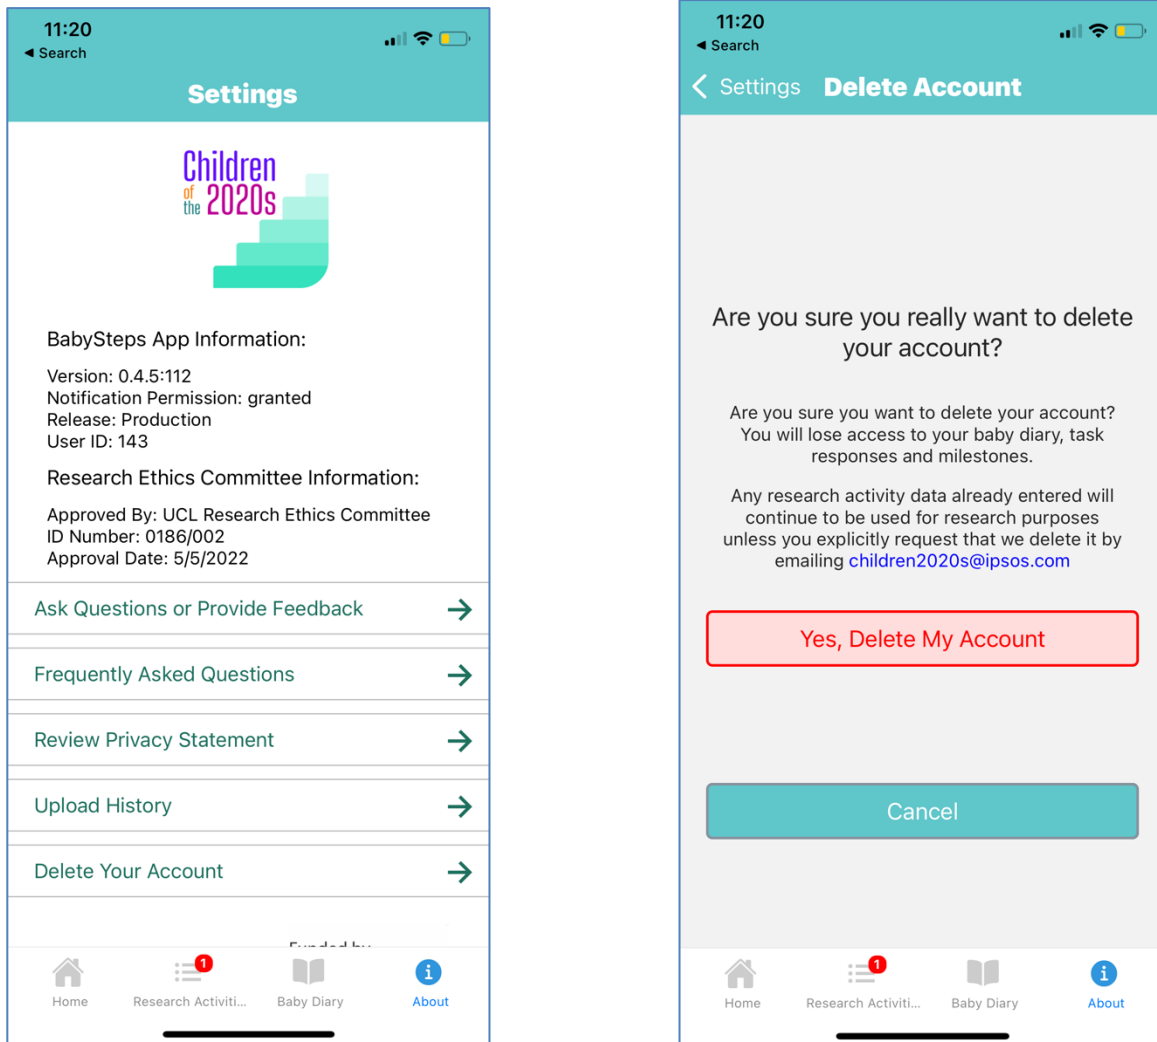 11:20
◀ Search
Settings
Children
of
the 2020s
BabySteps App Information:
Version: 0.4.5:112
Notification Permission: granted
Release: Production
User ID: 143
Research Ethics Committee Information:
Approved By: UCL Research Ethics Committee
ID Number: 0186/002
Approval Date: 5/5/2022
Ask Questions or Provide Feedback
Frequently Asked Questions
Review Privacy Statement
Upload History
Delete Your Account
Funded by
1
Home
Research Activiti...
Baby Diary
About
11:20
◀ Search
Settings
Delete Account
Are you sure you really want to delete
your account?
Are you sure you want to delete your account?
You will lose access to your baby diary, task
responses and milestones.
Any research activity data already entered will
continue to be used for research purposes
unless you explicitly request that we delete it by
emailing children2020s@ipsos.com
Yes, Delete My Account
Cancel
1
Home
Research Activiti...
Baby Diary
About